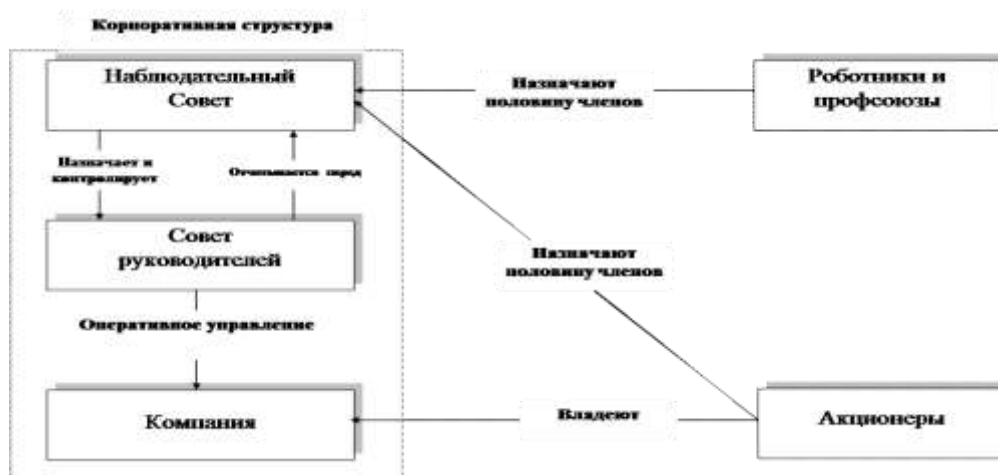 Корпоративная структура
Наблюдательный
Совет
Назначают
половину членов
Роботники и
профсоюзы
Назначает и
контролирует
Отчитывается перед
Совет
руководителей
Назначают
половину членов
Оперативное управление
Компания
Владеют
Акционеры